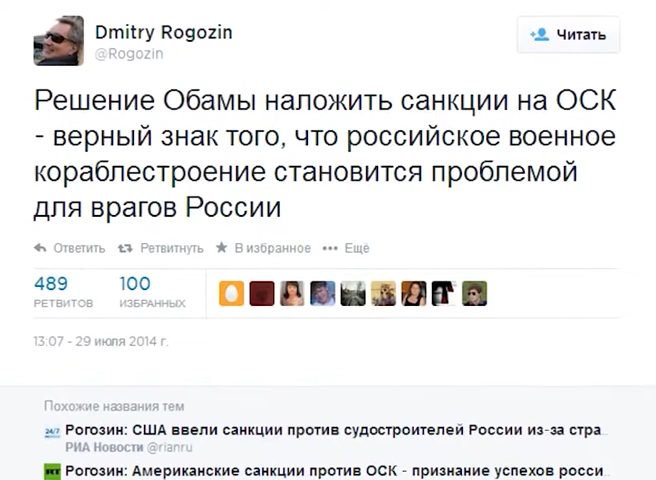 Dmitry Rogozin
@Rogozin
Читать
Решение Обамы наложить санкции на ОСК
- верный знак того, что российское военное
кораблестроение становится проблемой
для врагов России
Ответить Ретвитнуть В избранное ••• Ещё
489 100
РЕТВИТОВ ИЗБРАННЫХ
13:07 - 29 июля 2014 г.
Похожие названия тем
24/7 Рогозин: США ввели санкции против судостроителей России из-за стра...
РИА Новости @rianru
RT Рогозин: Американские санкции против ОСК - признание успехов росси...